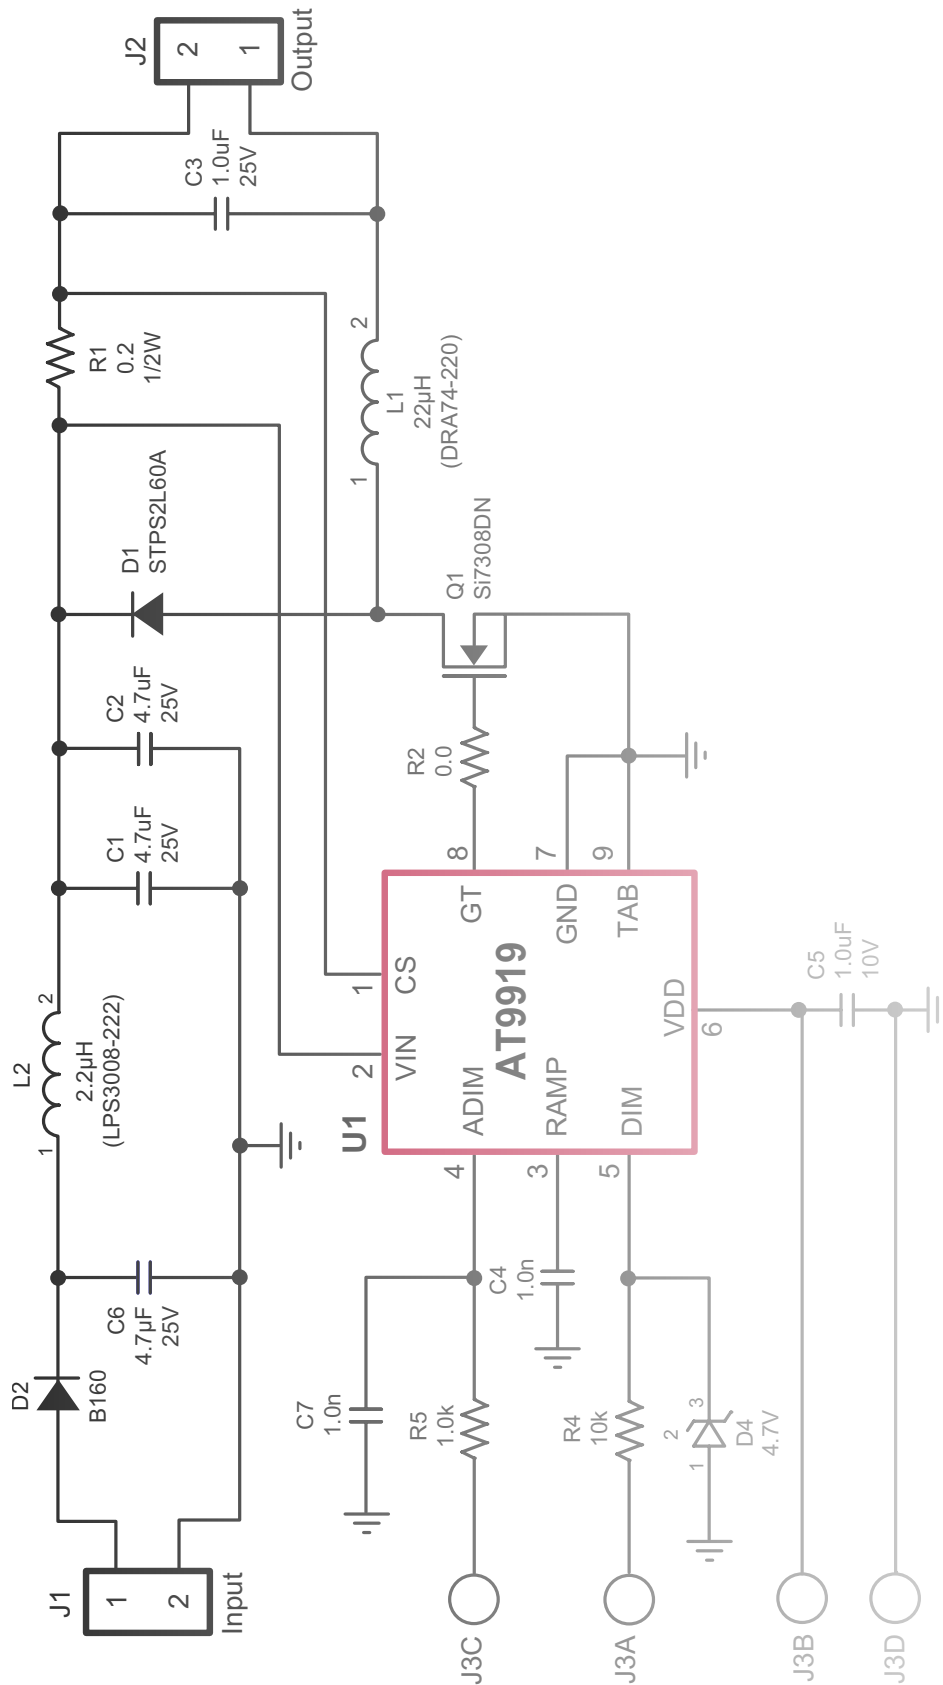 J1
1
2
Input
D2
B160
C6
4.7µF
25V
L2
1
2
2.2µH
(LPS3008-222)
C1
4.7uF
25V
C2
4.7uF
25V
D1
STPS2L60A
R1
0.2
1/2W
C3
1.0uF
25V
J2
2
1
Output
L1
1
2
22µH
(DRA74-220)
Q1
Si7308DN
R2
0.0
U1
AT9919
2
VIN
1
CS
4
ADIM
3
RAMP
5
DIM
8
GT
7
GND
9
TAB
VDD
6
C7
1.0n
R5
1.0k
C4
1.0n
R4
10k
D4
4.7V
1
2
3
C5
1.0uF
10V
J3C
J3A
J3B
J3D